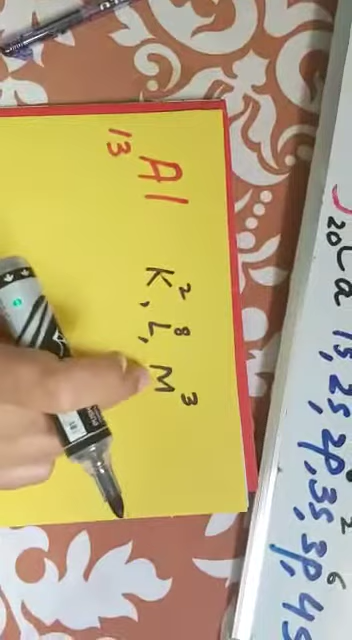 ₁₃Al
K², L⁸, M³
₂₀Ca 1s, 2s, 2p, 3s, 3p, 4s